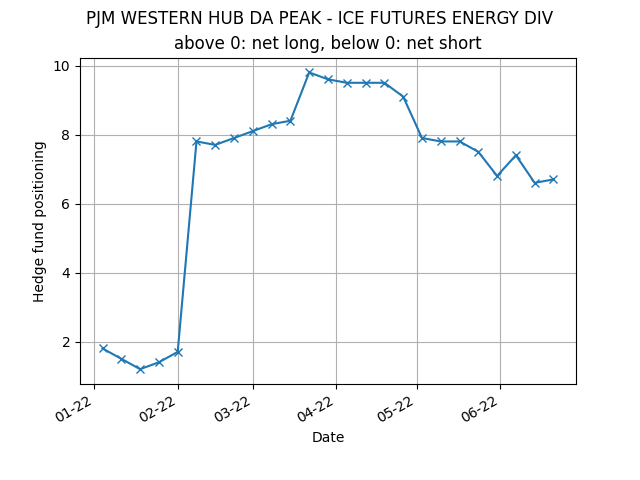 PJM WESTERN HUB DA PEAK - ICE FUTURES ENERGY DIV
above 0: net long, below 0: net short
Hedge fund positioning
10
8
6
4
2
01-22
02-22
03-22
04-22
05-22
06-22
Date